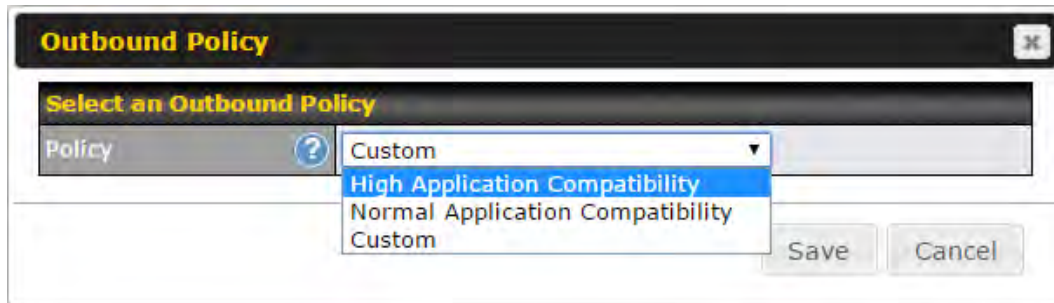 Outbound Policy
Select an Outbound Policy
Policy ? Custom
High Application Compatibility
Normal Application Compatibility
Custom
Save Cancel